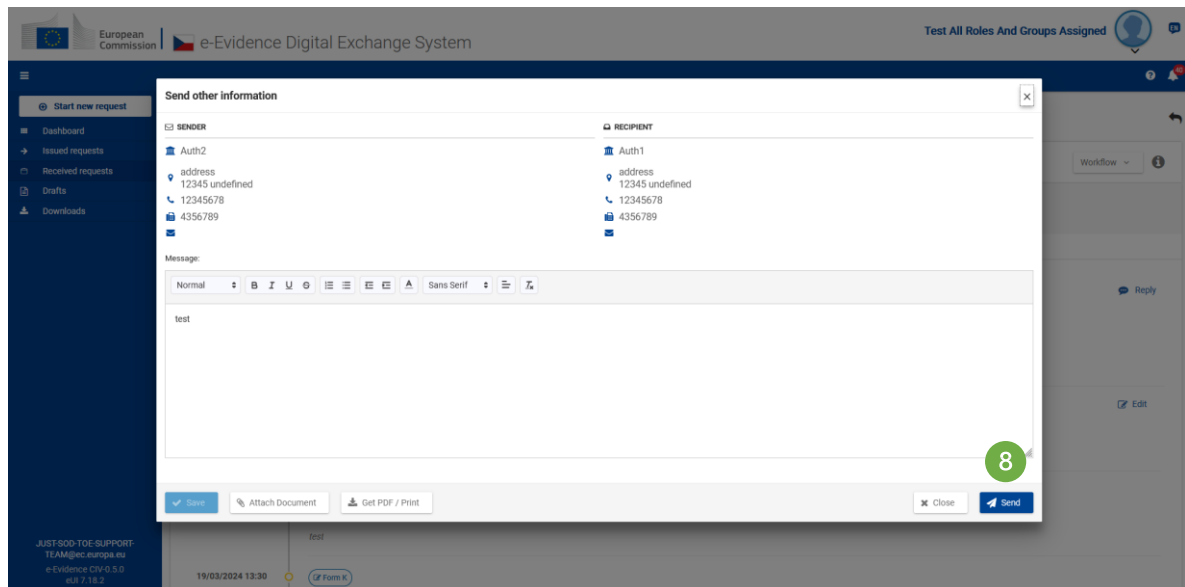 European
Commission
e-Evidence Digital Exchange System
Test All Roles And Groups Assigned
EN
Start new request
Dashboard
Issued requests
Received requests
Drafts
Downloads
Workflow
Send other information
SENDER
Auth2
address
12345 undefined
12345678
4356789
RECIPIENT
Auth1
address
12345 undefined
12345678
4356789
Message:
Normal
B I U S A Sans Serif
test
Reply
Edit
8
Save
Attach Document
Get PDF / Print
Close
Send
test
19/03/2024 13:30
Form K
JUST-SOD-TOE-SUPPORT-
TEAM@ec.europa.eu
e-Evidence CIV-0.5.0
eUI 7.18.2